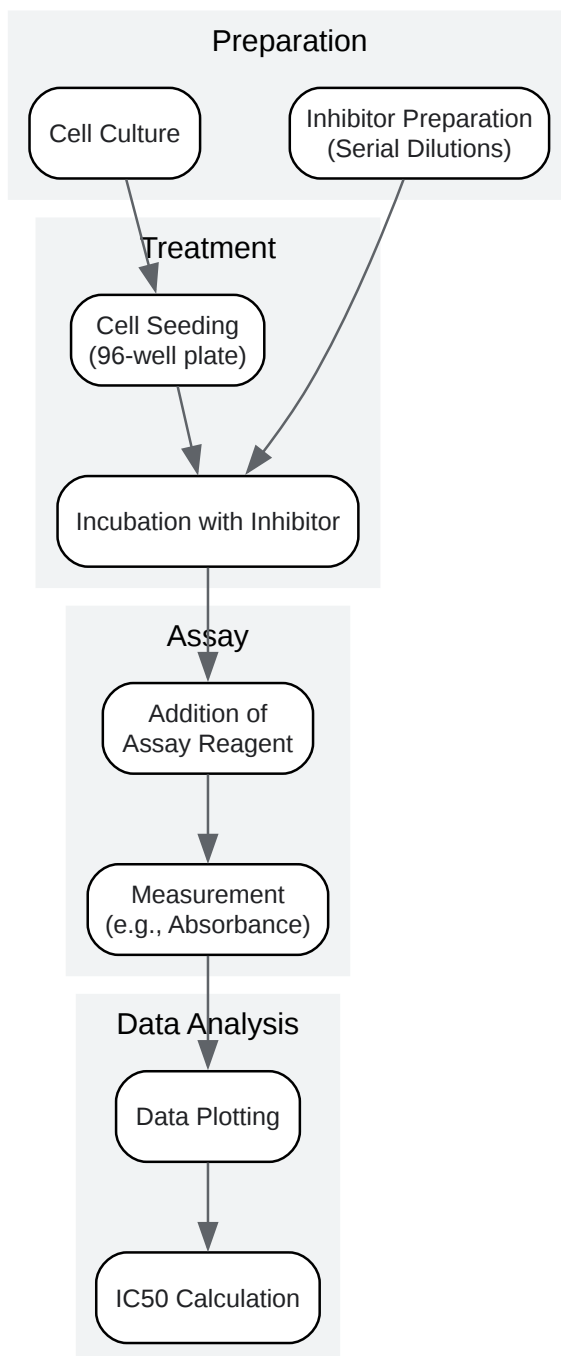 Preparation
Cell Culture
Inhibitor Preparation
(Serial Dilutions)
Treatment
Cell Seeding
(96-well plate)
Incubation with Inhibitor
Assay
Addition of
Assay Reagent
Measurement
(e.g., Absorbance)
Data Analysis
Data Plotting
IC50 Calculation